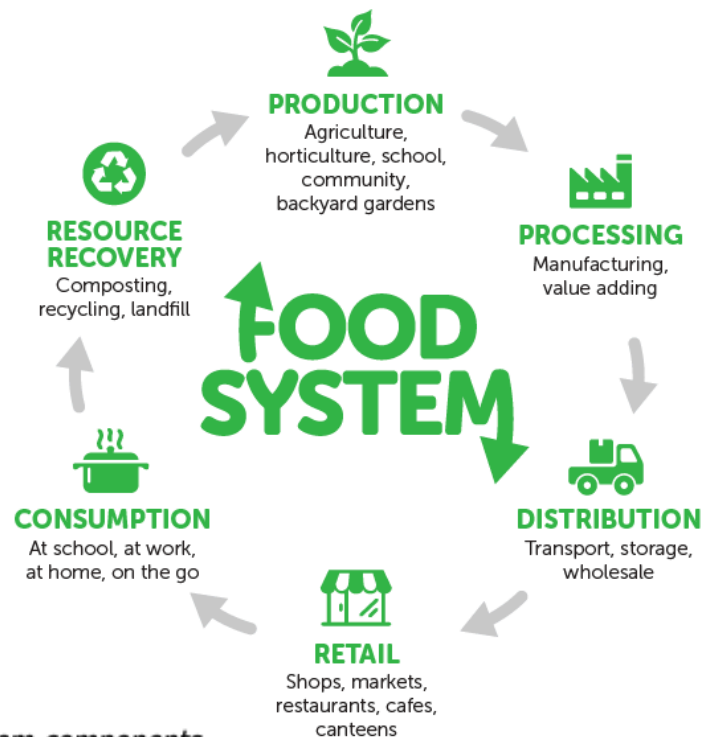 PRODUCTION
Agriculture,
horticulture, school,
community,
backyard gardens
PROCESSING
Manufacturing,
value adding
DISTRIBUTION
Transport, storage,
wholesale
RETAIL
Shops, markets,
restaurants, cafes,
canteens
CONSUMPTION
At school, at work,
at home, on the go
RESOURCE
RECOVERY
Composting,
recycling, landfill
FOOD
SYSTEM
components